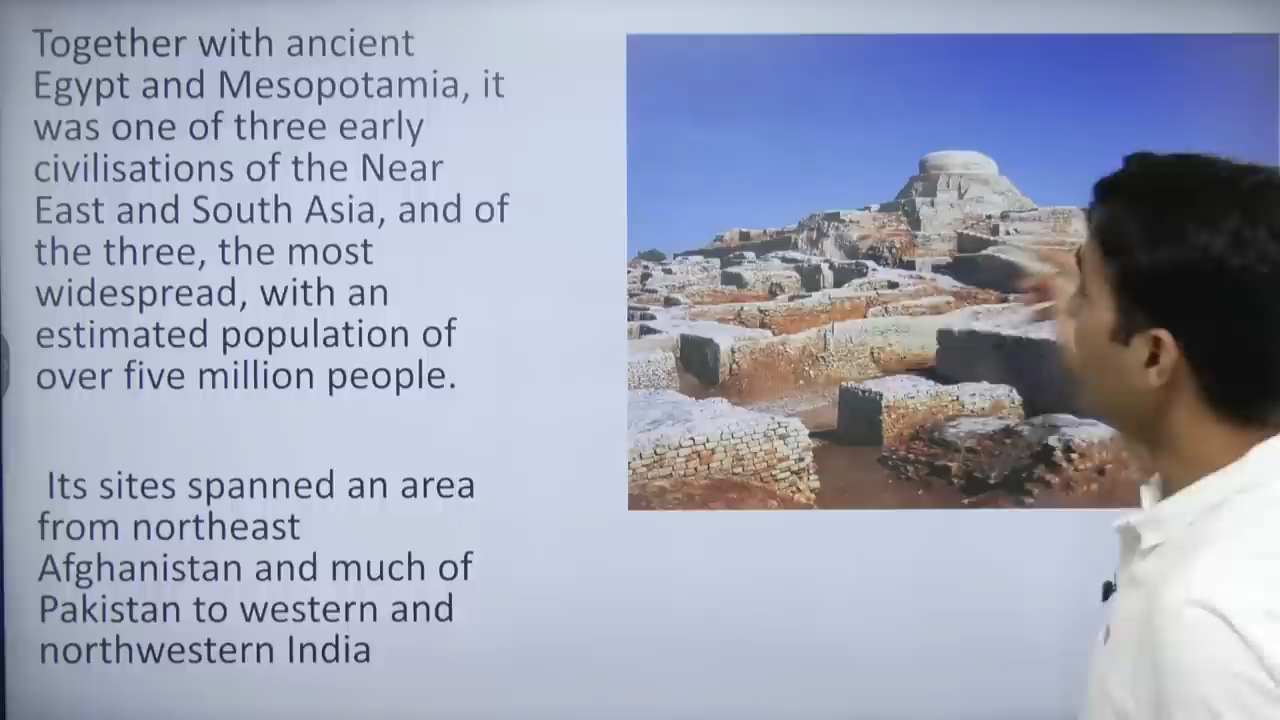 Together with ancient
Egypt and Mesopotamia, it
was one of three early
civilisations of the Near
East and South Asia, and of
the three, the most
widespread, with an
estimated population of
over five million people.
Its sites spanned an area
from northeast
Afghanistan and much of
Pakistan to western and
northwestern India